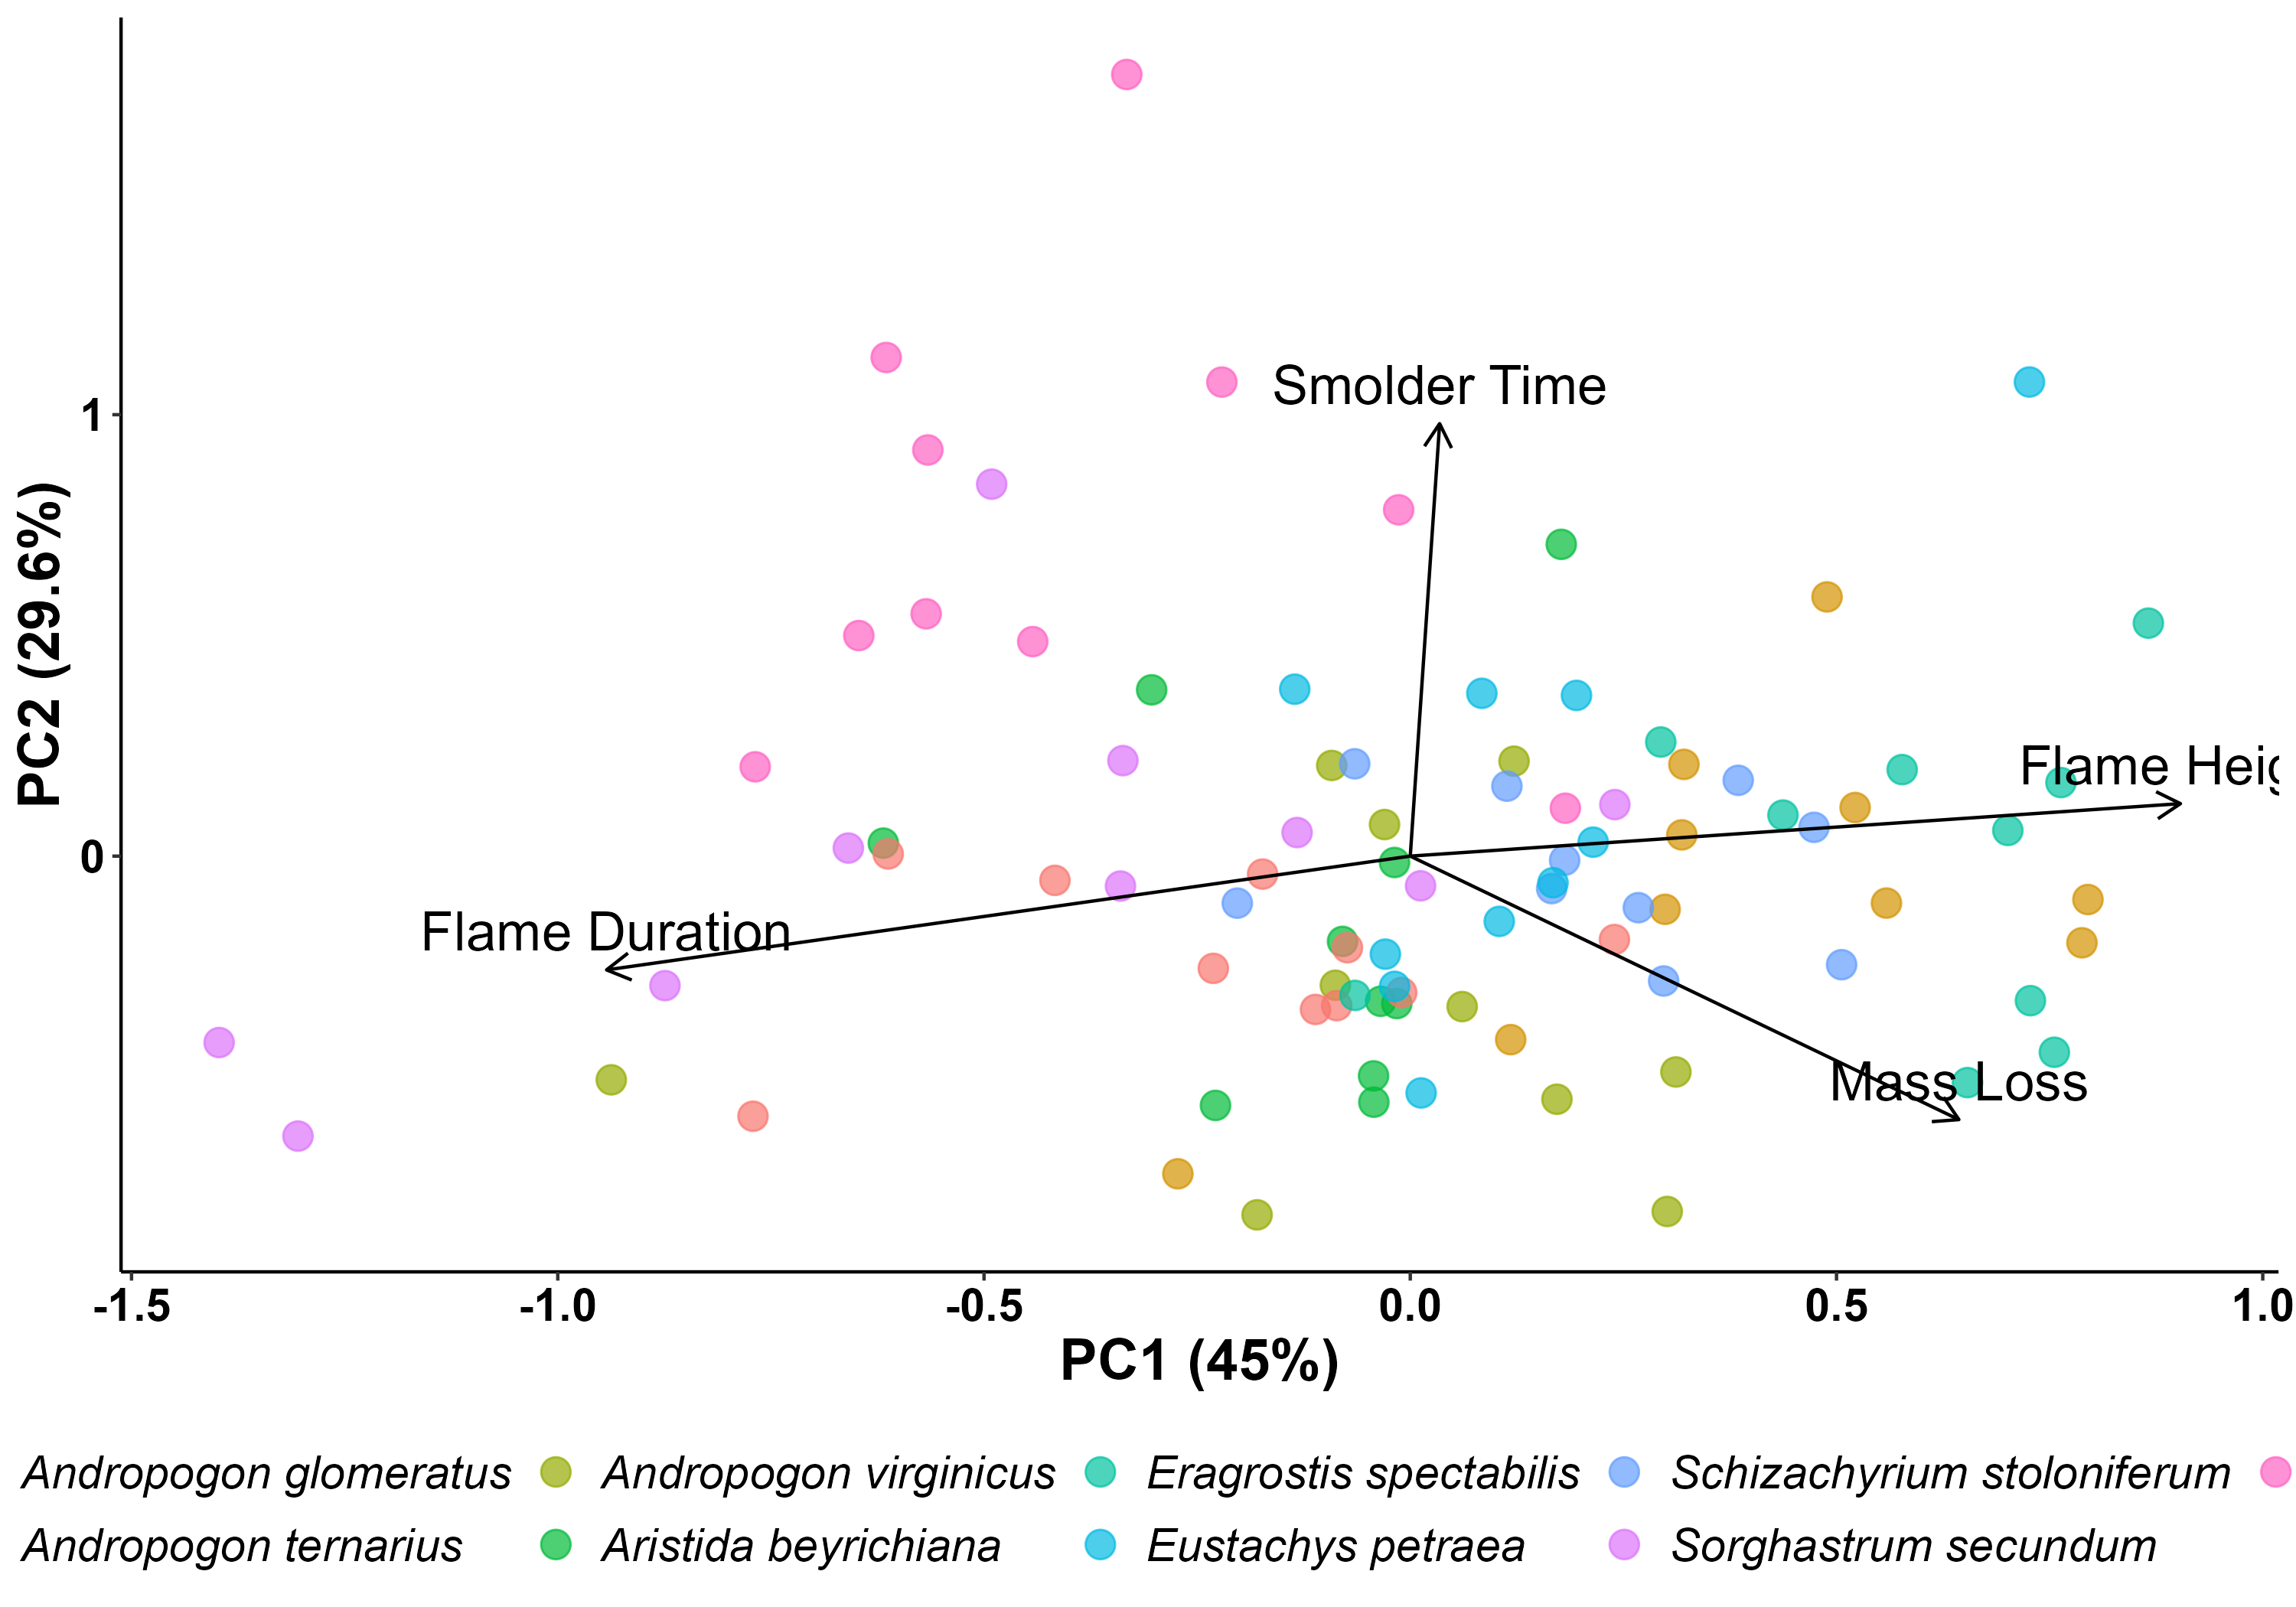 Smolder Time
Flame Heig
Flame Duration
Mass Loss
PC2 (29.6%)
1
0
-1.5 -1.0 -0.5 0.0 0.5 1.0
PC1 (45%)
Andropogon glomeratus Andropogon virginicus Eragrostis spectabilis Schizachyrium stoloniferum
Andropogon ternarius Aristida beyrichiana Eustachys petraea Sorghastrum secundum